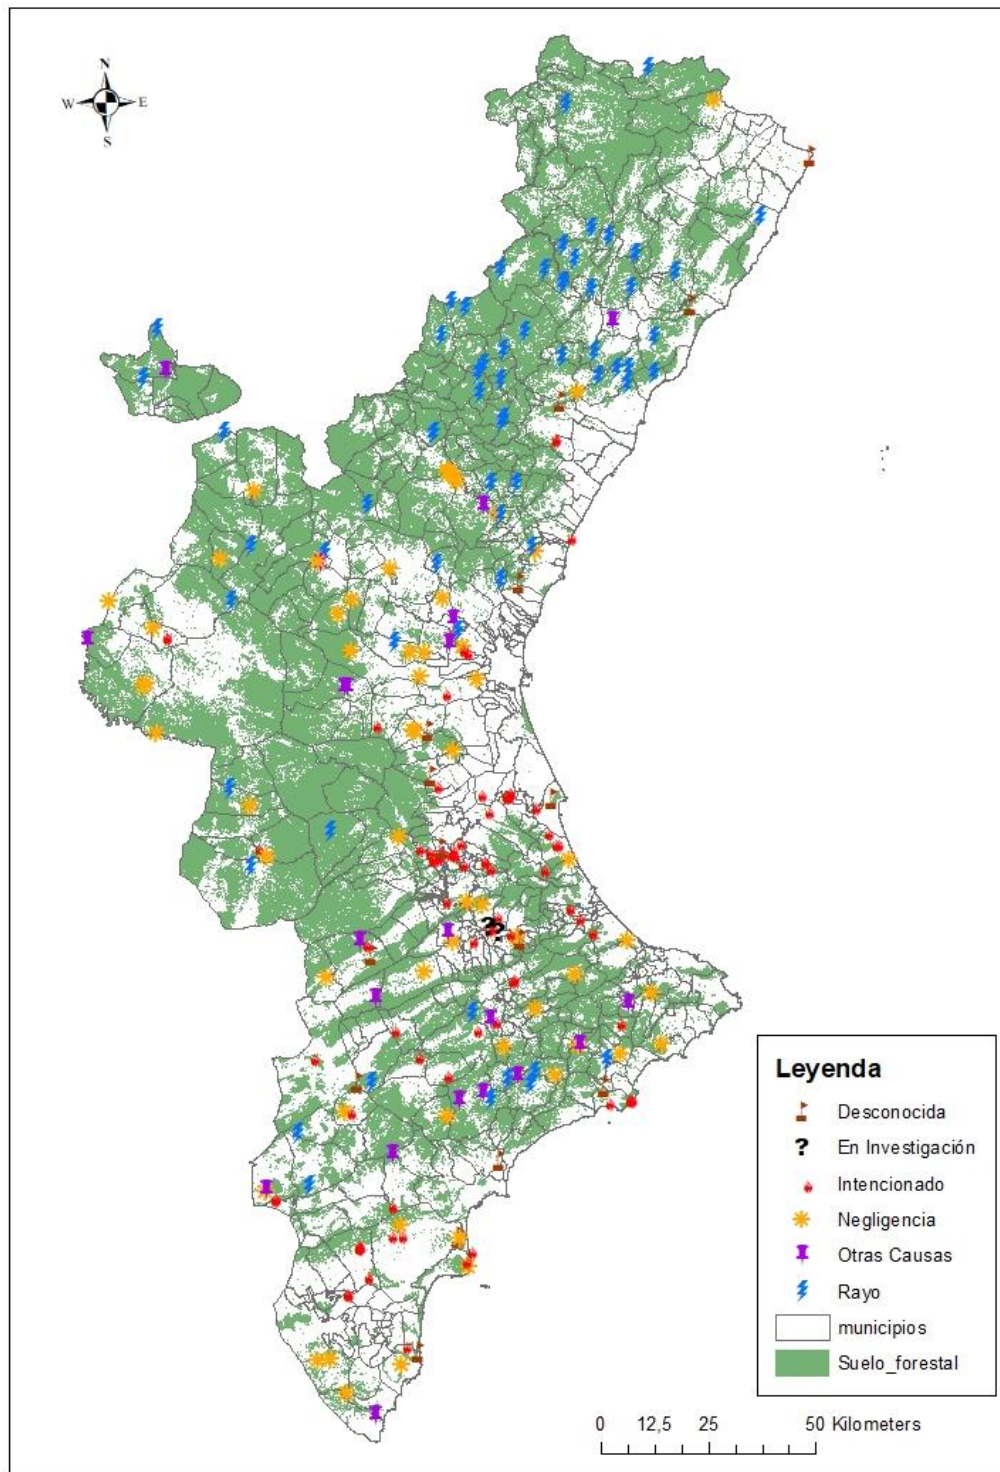 N
W E
S
Leyenda
Desconocida
? En Investigación
Intencionado
Negligencia
Otras Causas
Rayo
municipios
Suelo_forestal
0 12,5 25 50 Kilometers